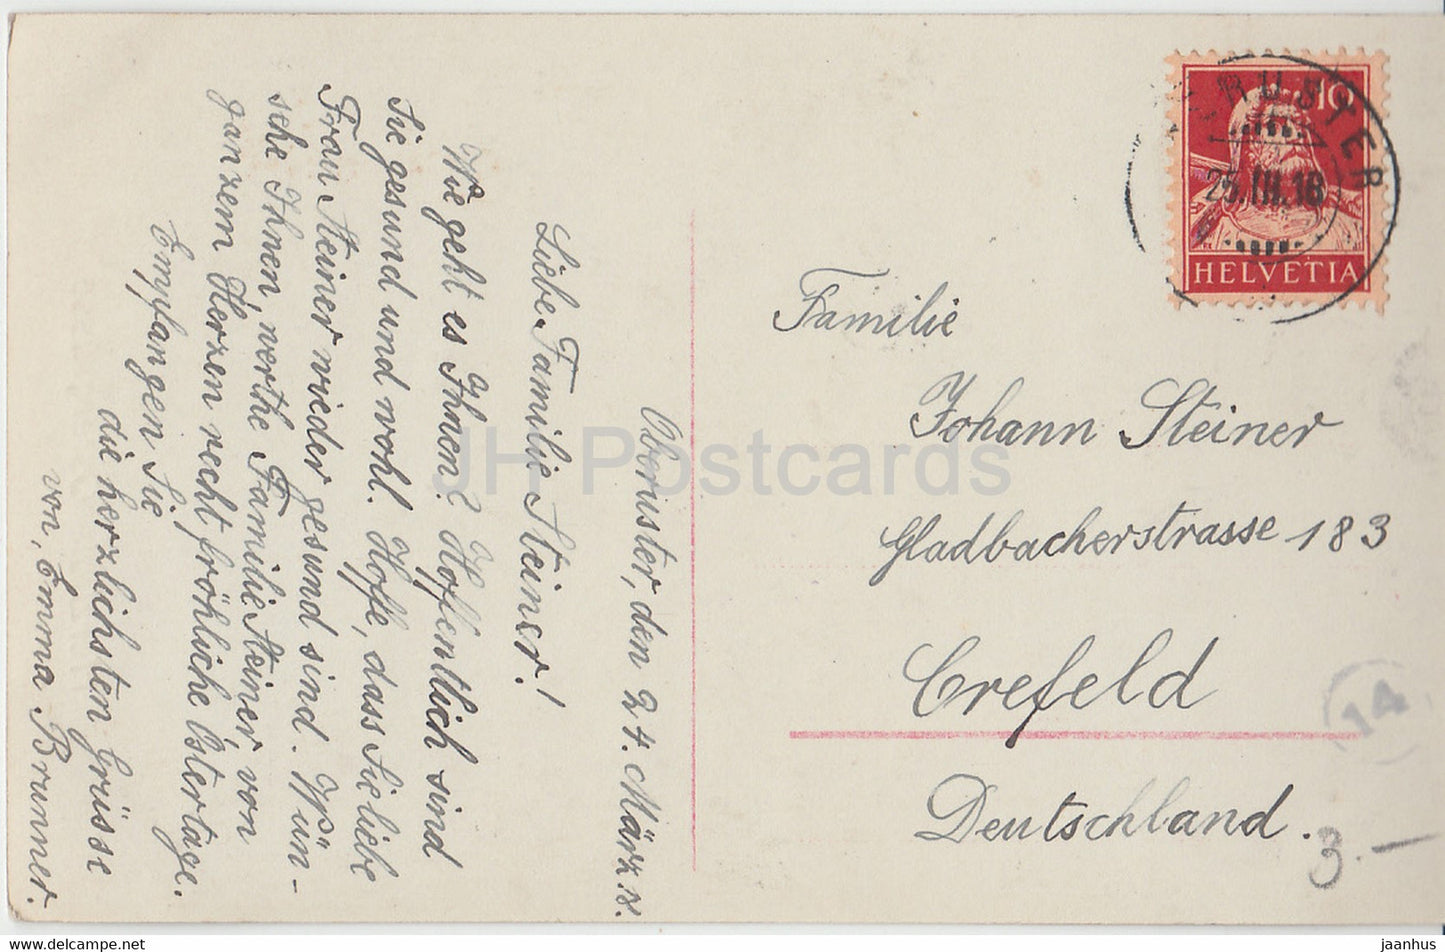 Oberuster, den 24. März 18.
Liebe Familie Steiner!
Wie geht es Ihnen? Hoffentlich sind
Sie gesund und wohl. Hoffe, dass Sie liebe
Frau Steiner wieder gesund sind. Wün-
sche Ihnen, werthe Familie Steiner von
ganzem Herzen recht fröhliche Ostertage.
Empfangen Sie
die herzlichsten Grüsse
von, Emma Brunner.
10
HELVETIA
OBERUSTER
25.III.18
Familie
Johann Steiner
Gladbacherstrasse 183
Crefeld
Deutschland.
14
3.—
JH Postcards
www.delcampe.net
jaanhus